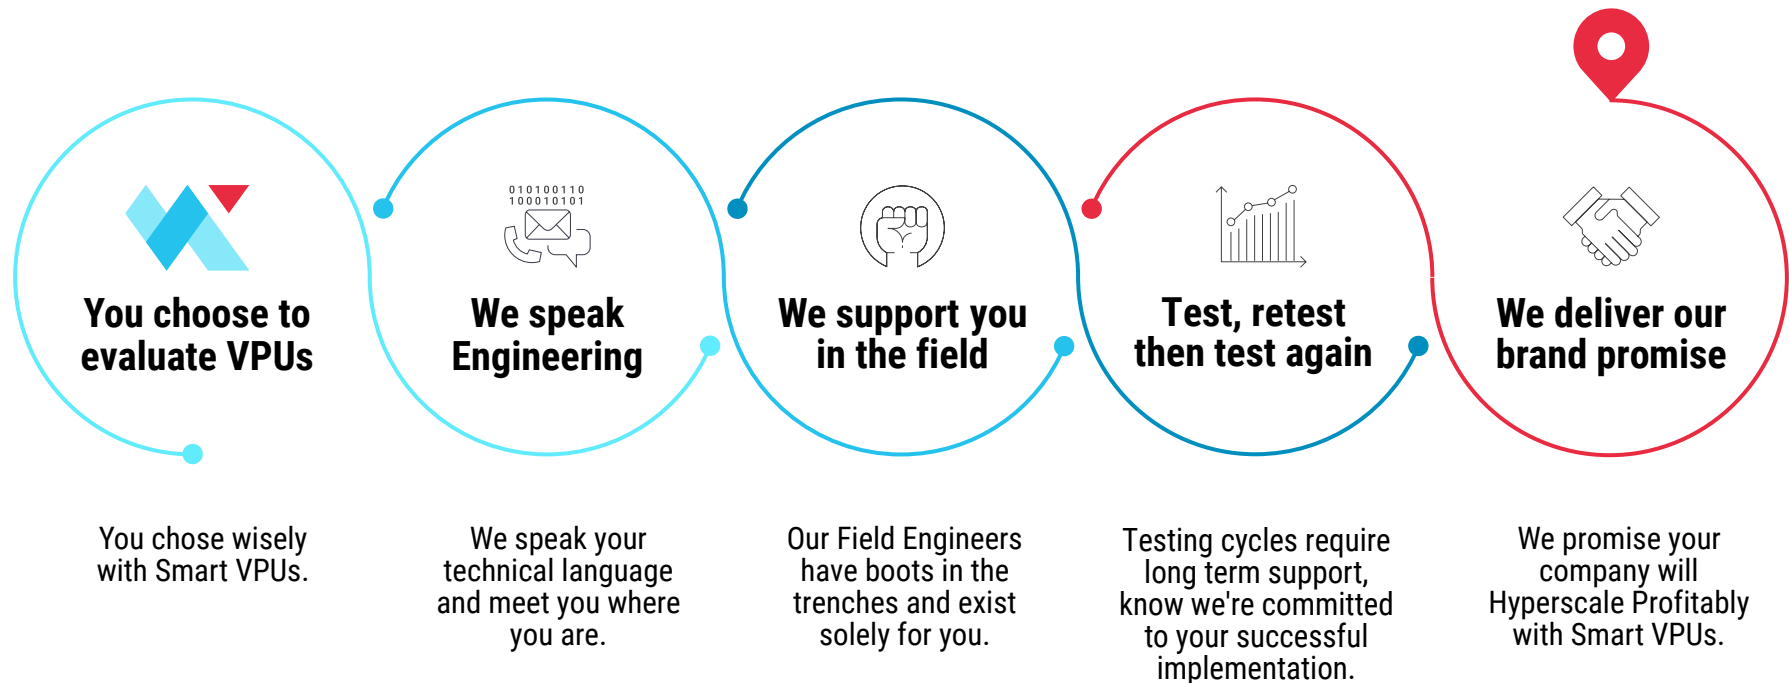 010100110
100010101
You choose to
evaluate VPUs
We speak
Engineering
We support you
in the field
Test, retest
then test again
We deliver our
brand promise
You chose wisely
with Smart VPUs.
We speak your
technical language
and meet you where
you are.
Our Field Engineers
have boots in the
trenches and exist
solely for you.
Testing cycles require
long term support,
know we're committed
to your successful
implementation.
We promise your
company will
Hyperscale Profitably
with Smart VPUs.